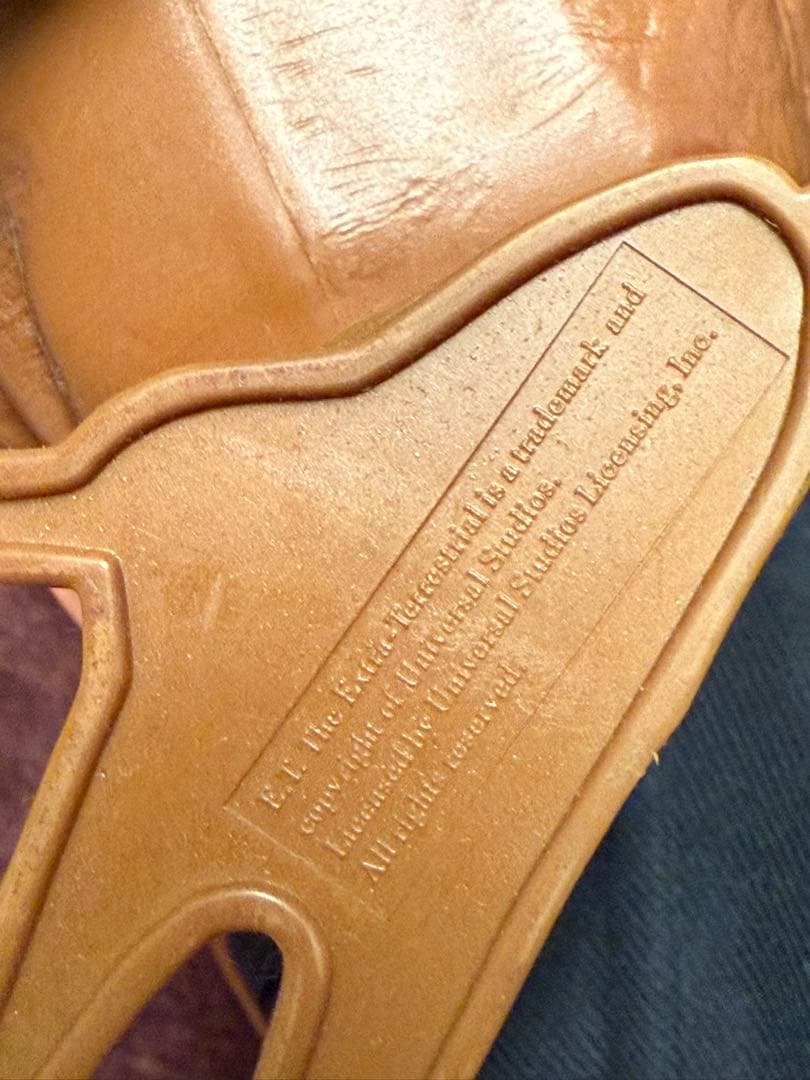 E.T. The Extra-Terrestrial is a trademark and
copyright of Universal Studios.
Licensed by Universal Studios Licensing, Inc.
All rights reserved.